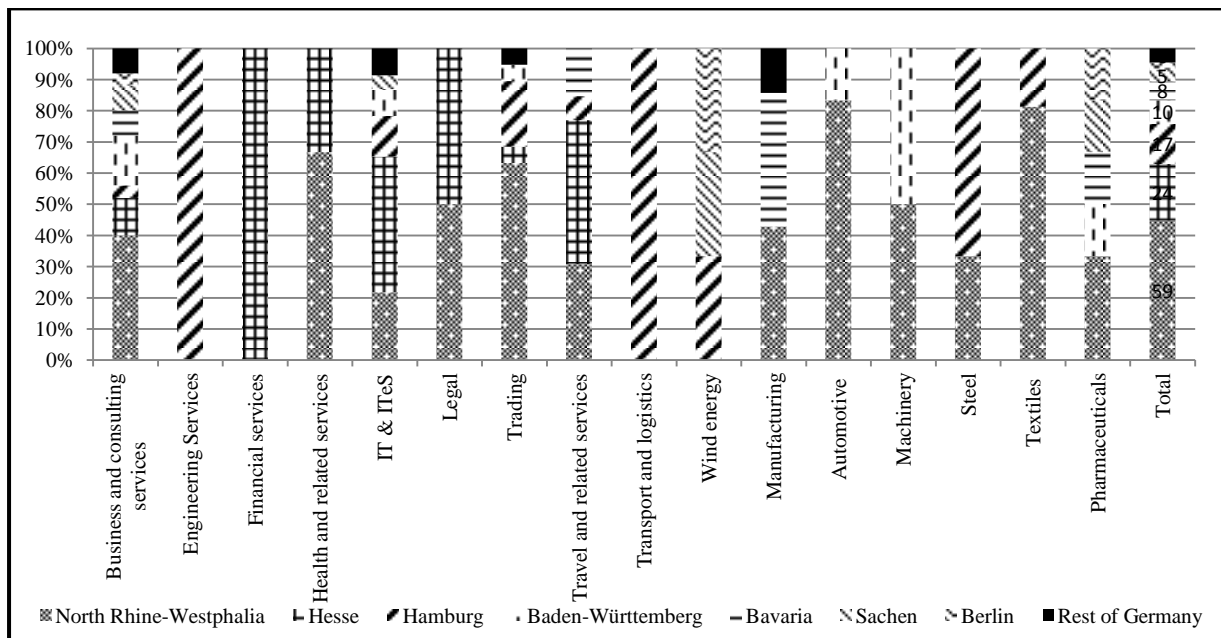 100%
90%
80%
70%
60%
50%
40%
30%
20%
10%
0%
5
8
10
17
24
59
Business and consulting
services
Engineering Services
Financial services
Health and related services
IT & ITeS
Legal
Trading
Travel and related services
Transport and logistics
Wind energy
Manufacturing
Automotive
Machinery
Steel
Textiles
Pharmaceuticals
Total
North Rhine-Westphalia Hesse Hamburg Baden-Württemberg Bavaria Sachen Berlin Rest of Germany